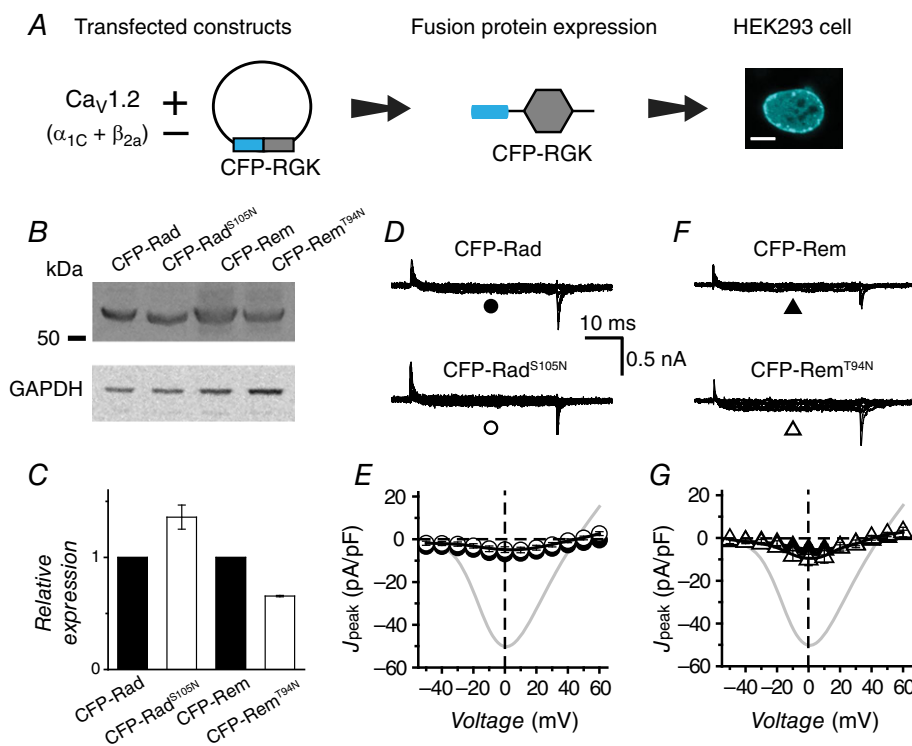 A Transfected constructs Fusion protein expression HEK293 cell
CaV1.2 +
(α1C + β2a) −
CFP-RGK
CFP-RGK
B
CFP-Rad CFP-RadS105N CFP-Rem CFP-RemT94N
kDa
50
GAPDH
D
CFP-Rad
10 ms
0.5 nA
CFP-RadS105N
F
CFP-Rem
CFP-RemT94N
C
Relative
expression
1
0
CFP-Rad CFP-RadS105N CFP-Rem CFP-RemT94N
E
Jpeak (pA/pF)
20
0
−20
−40
−60
−40 −20 0 20 40 60
Voltage (mV)
G
Jpeak (pA/pF)
20
0
−20
−40
−60
−40 −20 0 20 40 60
Voltage (mV)